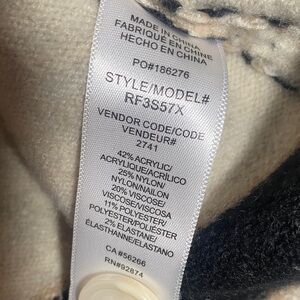 MADE IN CHINA
FABRIQUÉ EN CHINE
HECHO EN CHINA
PO#186276
STYLE/MODEL#
RF3S57X
VENDOR CODE/CODE
VENDEUR#
2741
42% ACRYLIC/
ACRYLIQUE/ACRÍLICO
25% NYLON/
NYLON/NAILON
20% VISCOSE/
VISCOSE/VISCOSA
11% POLYESTER/
POLYESTER/POLIÉSTER
2% ELASTANE/
ÉLASTHANNE/ELASTANO
CA #56266
RN#92874